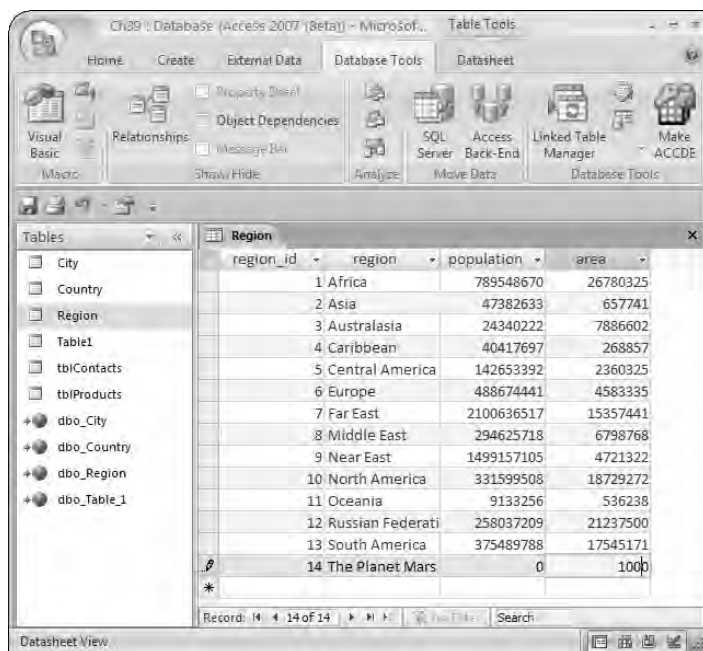 Ch39 : Database (Access 2007 (Beta)) - Microsof... Table Tools
Home Create External Data Database Tools Datasheet
Visual Basic
Macro
Relationships
Property Sheet
Object Dependencies
Message Bar
Show/Hide
Analyze
SQL Server
Access Back-End
Move Data
Linked Table Manager
Make ACCDE
Database Tools
Tables
City
Country
Region
Table1
tblContacts
tblProducts
dbo_City
dbo_Country
dbo_Region
dbo_Table_1
Region
region_id region population area
1 Africa 789548670 26780325
2 Asia 47382633 657741
3 Australasia 24340222 7886602
4 Caribbean 40417697 268857
5 Central America 142653392 2360325
6 Europe 488674441 4583335
7 Far East 2100636517 15357441
8 Middle East 294625718 6798768
9 Near East 1499157105 4721322
10 North America 331599508 18729272
11 Oceania 9133256 536238
12 Russian Federati 258037209 21237500
13 South America 375489788 17545171
14 The Planet Mars 0 1000
Record: 14 of 14 No Filter Search
Datasheet View